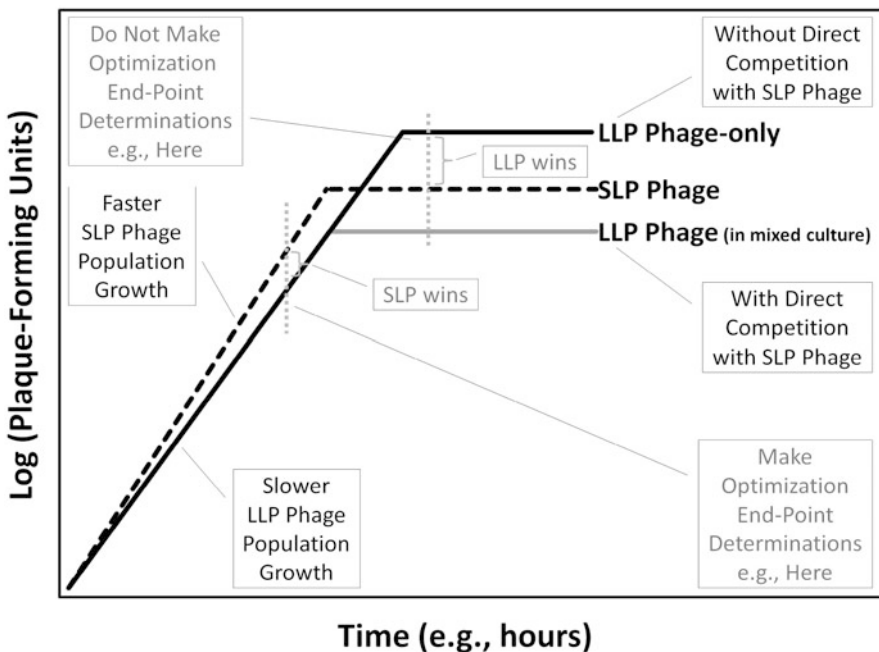 Do Not Make
Optimization
End-Point
Determinations
e.g., Here
Without Direct
Competition
with SLP Phage
LLP Phage-only
LLP wins
SLP Phage
Faster
SLP Phage
Population
Growth
LLP Phage (in mixed culture)
SLP wins
With Direct
Competition
with SLP Phage
Slower
LLP Phage
Population
Growth
Make
Optimization
End-Point
Determinations
e.g., Here
Log (Plaque-Forming Units)
Time (e.g., hours)